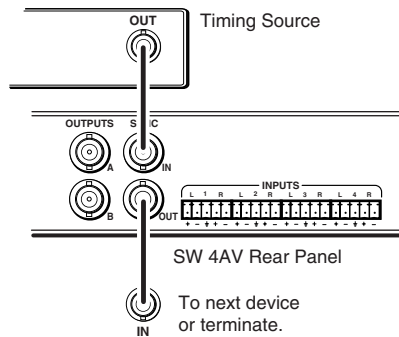 OUT
Timing Source
OUTPUTS
S NC
A
IN
B
OUT
INPUTS
L 1 R L 2 R L 3 R L 4 R
SW 4AV Rear Panel
To next device
or terminate.
IN